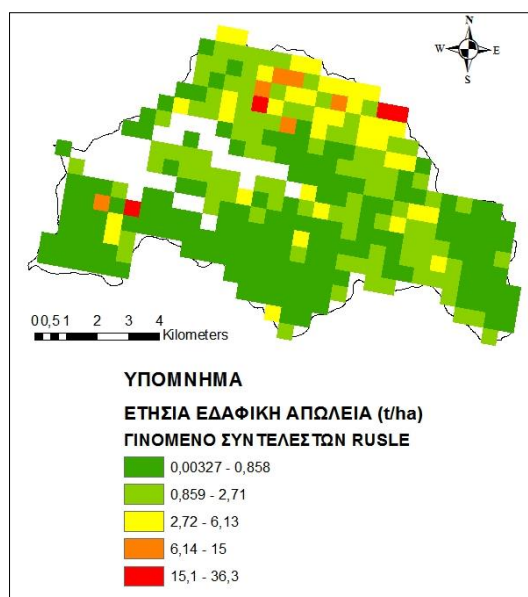 N
W E
S
0 0,5 1 2 3 4
Kilometers
ΥΠΟΜΝΗΜΑ
ΕΤΗΣΙΑ ΕΔΑΦΙΚΗ ΑΠΩΛΕΙΑ (t/ha)
ΓΙΝΟΜΕΝΟ ΣΥΝΤΕΛΕΣΤΩΝ RUSLE
0,00327 - 0,858
0,859 - 2,71
2,72 - 6,13
6,14 - 15
15,1 - 36,3